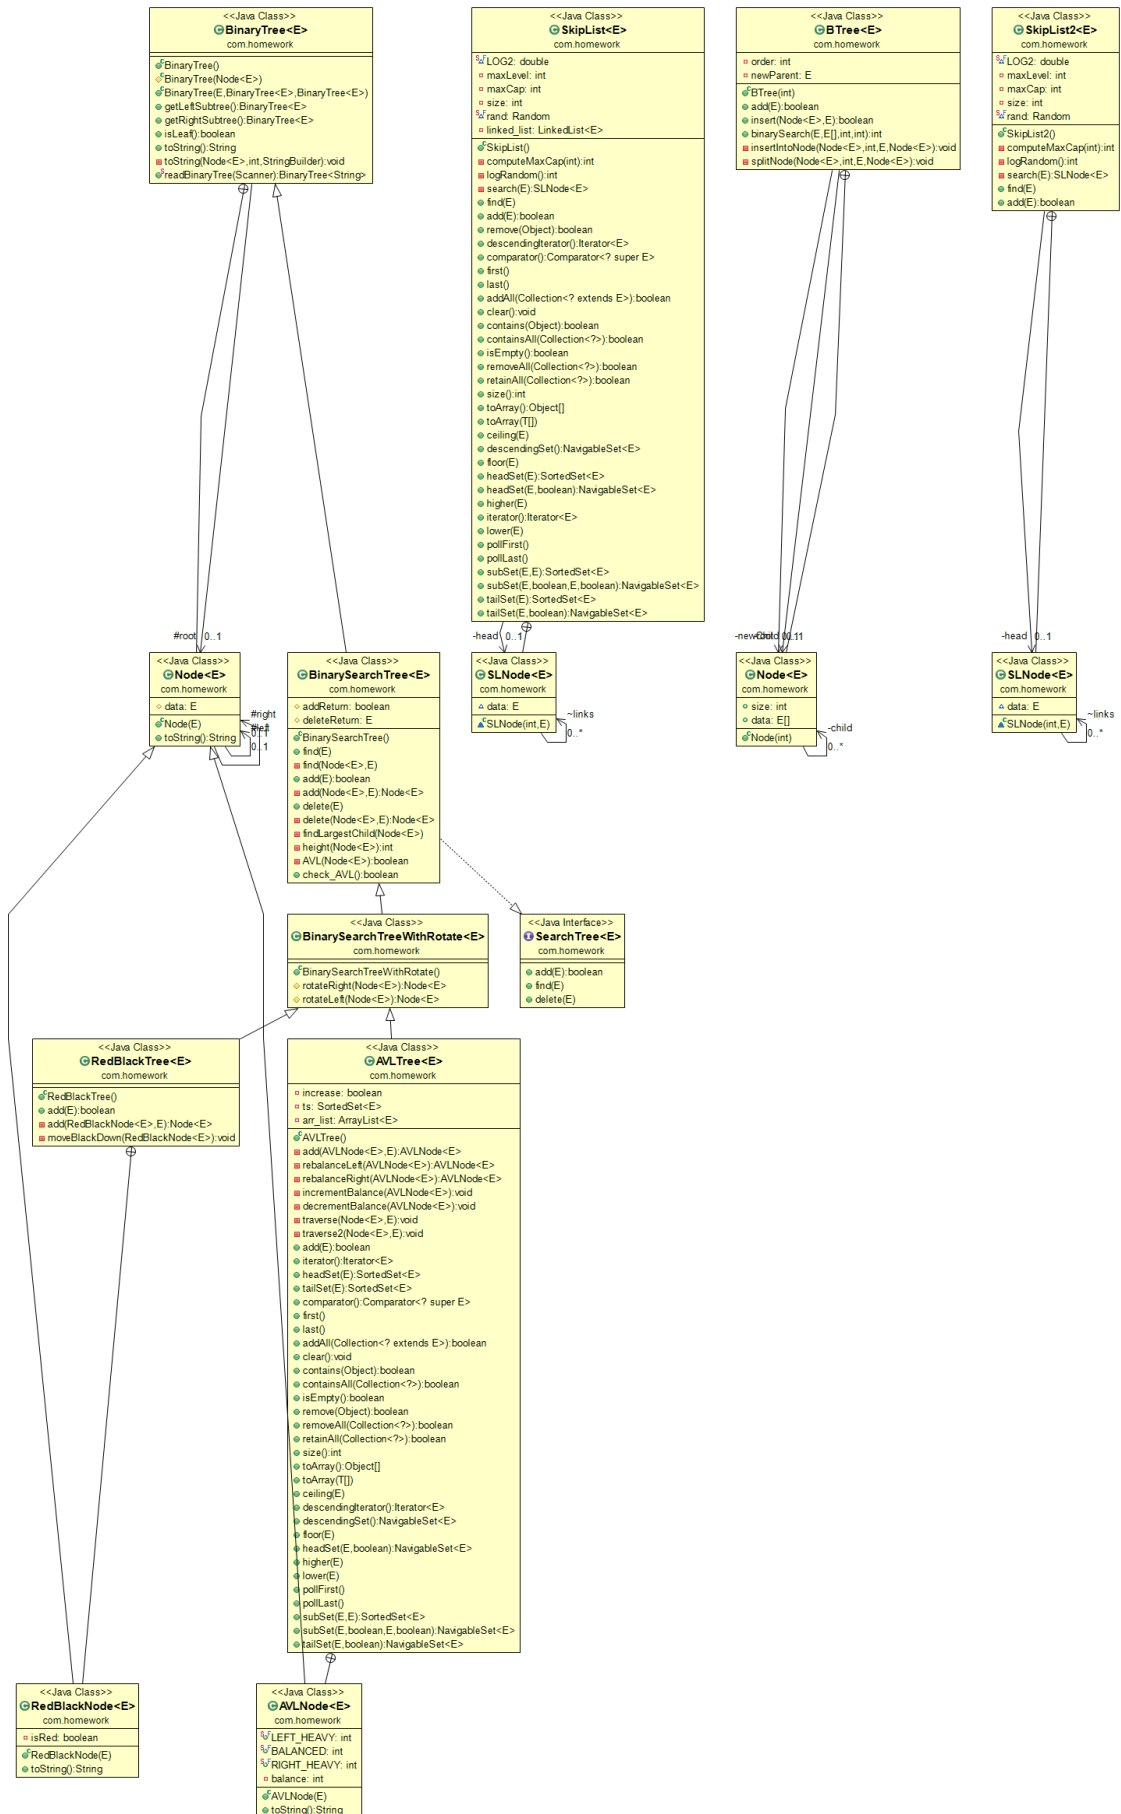 <<Java Class>>
BinaryTree<E>
com.homework
BinaryTree()
BinaryTree(Node<E>)
BinaryTree(E,BinaryTree<E>,BinaryTree<E>)
getLeftSubtree():BinaryTree<E>
getRightSubtree():BinaryTree<E>
isLeaf():boolean
toString():String
toString(Node<E>,int,StringBuilder):void
readBinaryTree(Scanner):BinaryTree<String>
<<Java Class>>
SkipList<E>
com.homework
LOG2: double
maxLevel: int
maxCap: int
size: int
rand: Random
linked_list: LinkedList<E>
SkipList()
computeMaxCap(int):int
logRandom():int
search(E):SLNode<E>
find(E)
add(E):boolean
remove(Object):boolean
descendingIterator():Iterator<E>
comparator():Comparator<? super E>
first()
last()
addAll(Collection<? extends E>):boolean
clear():void
contains(Object):boolean
containsAll(Collection<?>):boolean
isEmpty():boolean
removeAll(Collection<?>):boolean
retainAll(Collection<?>):boolean
size():int
toArray():Object[]
toArray(T[])
ceiling(E)
descendingSet():NavigableSet<E>
floor(E)
headSet(E):SortedSet<E>
headSet(E,boolean):NavigableSet<E>
higher(E)
iterator():Iterator<E>
lower(E)
pollFirst()
pollLast()
subSet(E,E):SortedSet<E>
subSet(E,boolean,E,boolean):NavigableSet<E>
tailSet(E):SortedSet<E>
tailSet(E,boolean):NavigableSet<E>
<<Java Class>>
BTree<E>
com.homework
order: int
newParent: E
BTree(int)
add(E):boolean
insert(Node<E>,E):boolean
binarySearch(E,E[],int,int):int
insertIntoNode(Node<E>,int,E,Node<E>):void
splitNode(Node<E>,int,E,Node<E>):void
<<Java Class>>
SkipList2<E>
com.homework
LOG2: double
maxLevel: int
maxCap: int
size: int
rand: Random
SkipList2()
computeMaxCap(int):int
logRandom():int
search(E):SLNode<E>
find(E)
add(E):boolean
#root 0..1
<<Java Class>>
Node<E>
com.homework
data: E
Node(E)
toString():String
#right
0..1
<<Java Class>>
BinarySearchTree<E>
com.homework
addReturn: boolean
deleteReturn: E
BinarySearchTree()
find(E)
find(Node<E>,E)
add(E):boolean
add(Node<E>,E):Node<E>
delete(E)
delete(Node<E>,E):Node<E>
findLargestChild(Node<E>)
height(Node<E>):int
AVL(Node<E>):boolean
check_AVL():boolean
-head 0..1
<<Java Class>>
SLNode<E>
com.homework
data: E
SLNode(int,E)
~links
0..*
<<Java Class>>
Node<E>
com.homework
size: int
data: E[]
Node(int)
-child
0..*
-head 0..1
<<Java Class>>
SLNode<E>
com.homework
data: E
SLNode(int,E)
~links
0..*
<<Java Class>>
BinarySearchTreeWithRotate<E>
com.homework
BinarySearchTreeWithRotate()
rotateRight(Node<E>):Node<E>
rotateLeft(Node<E>):Node<E>
<<Java Interface>>
SearchTree<E>
com.homework
add(E):boolean
find(E)
delete(E)
<<Java Class>>
RedBlackTree<E>
com.homework
RedBlackTree()
add(E):boolean
add(RedBlackNode<E>,E):Node<E>
moveBlackDown(RedBlackNode<E>):void
<<Java Class>>
AVLTree<E>
com.homework
increase: boolean
ts: SortedSet<E>
arr_list: ArrayList<E>
AVLTree()
add(AVLNode<E>,E):AVLNode<E>
rebalanceLeft(AVLNode<E>):AVLNode<E>
rebalanceRight(AVLNode<E>):AVLNode<E>
incrementBalance(AVLNode<E>):void
decrementBalance(AVLNode<E>):void
traverse(Node<E>,E):void
traverse2(Node<E>,E):void
add(E):boolean
iterator():Iterator<E>
headSet(E):SortedSet<E>
tailSet(E):SortedSet<E>
comparator():Comparator<? super E>
first()
last()
addAll(Collection<? extends E>):boolean
clear():void
contains(Object):boolean
containsAll(Collection<?>):boolean
isEmpty():boolean
remove(Object):boolean
removeAll(Collection<?>):boolean
retainAll(Collection<?>):boolean
size():int
toArray():Object[]
toArray(T[])
ceiling(E)
descendingIterator():Iterator<E>
descendingSet():NavigableSet<E>
floor(E)
headSet(E,boolean):NavigableSet<E>
higher(E)
lower(E)
pollFirst()
pollLast()
subSet(E,E):SortedSet<E>
subSet(E,boolean,E,boolean):NavigableSet<E>
tailSet(E,boolean):NavigableSet<E>
<<Java Class>>
RedBlackNode<E>
com.homework
isRed: boolean
RedBlackNode(E)
toString():String
<<Java Class>>
AVLNode<E>
com.homework
LEFT_HEAVY: int
BALANCED: int
RIGHT_HEAVY: int
balance: int
AVLNode(E)
toString():String